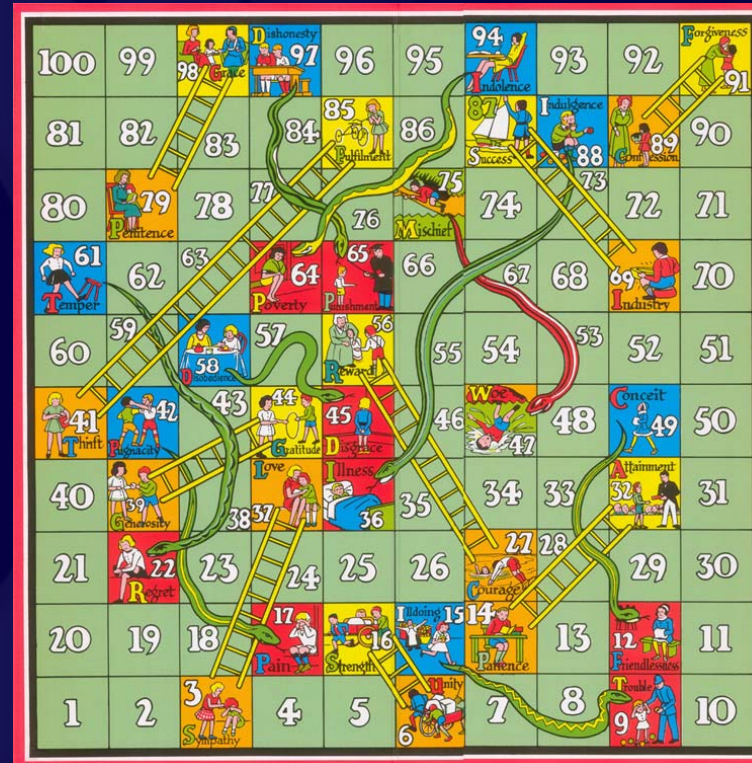 100 99 98 Grace Dishonesty 97 96 95 94 Indolence 93 92 Forgiveness 91
81 82 83 84 85 Fulfilment 86 87 Success Indulgence 88 89 Confession 90
80 79 Penitence 78 77 76 75 Mischief 74 73 72 71
61 Temper 62 63 64 Poverty 65 Punishment 66 67 68 69 Industry 70
60 59 58 Disobedience 57 56 Reward 55 54 53 52 51
41 Thrift 42 Pugnacity 43 44 Gratitude 45 Disgrace 46 Woe 47 48 Conceit 49 50
40 39 Generosity 38 Love 37 Illness 36 35 34 33 Attainment 32 31
21 22 Regret 23 24 25 26 27 Courage 28 29 30
20 19 18 17 Pain 16 Strength Illdoing 15 14 Patience 13 12 Friendlessness 11
1 2 3 Sympathy 4 5 Unity 6 7 8 Trouble 9 10